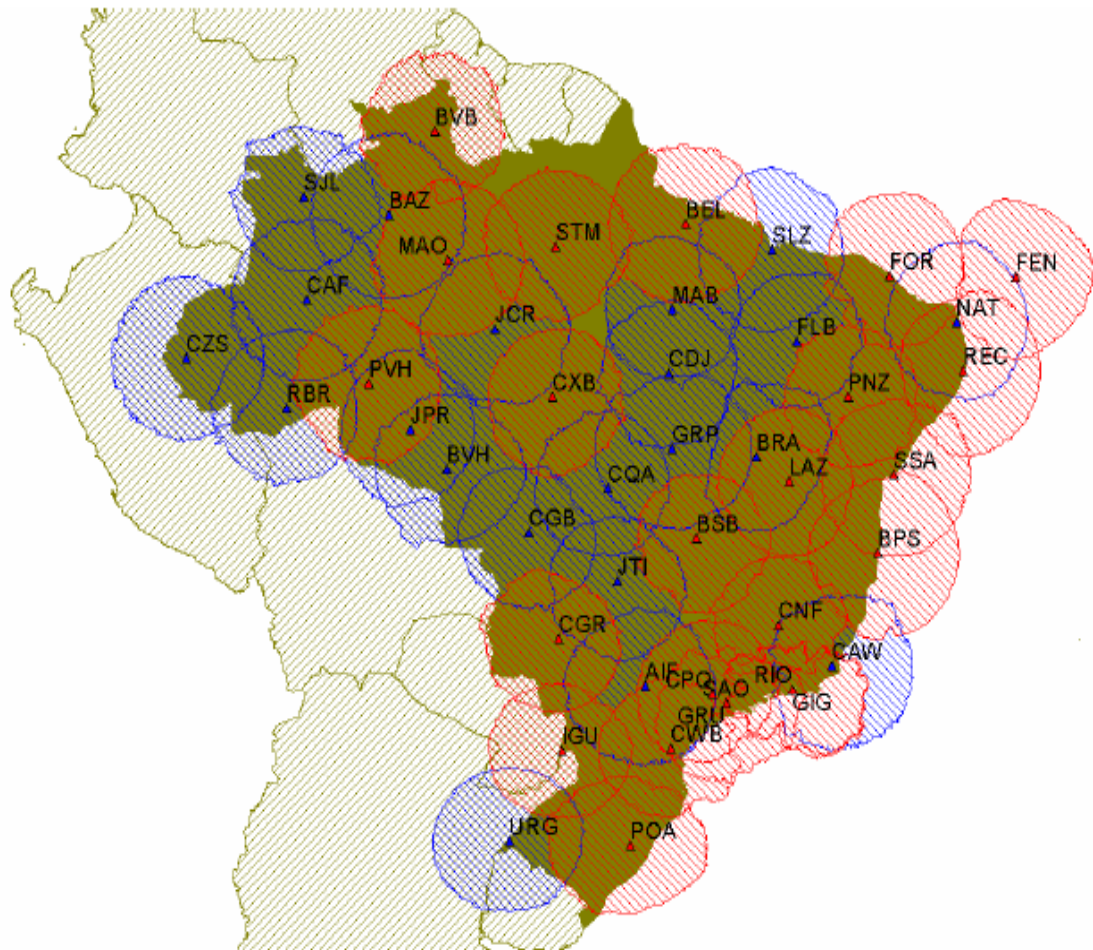 BVB
SJL
BAZ
BEL
STM
SLZ
MAO
FOR
FEN
CAF
MAB
NAT
JCR
FLB
CZS
CDJ
REC
PVH
CXB
PNZ
RBR
JPR
GRP
BRA
BVH
CQA
LAZ
SSA
CGB
BSB
BPS
JTI
CGR
CNF
CAW
AIF
CPQ
RIO
SAO
GIG
GRU
IGU
CWB
URG
POA